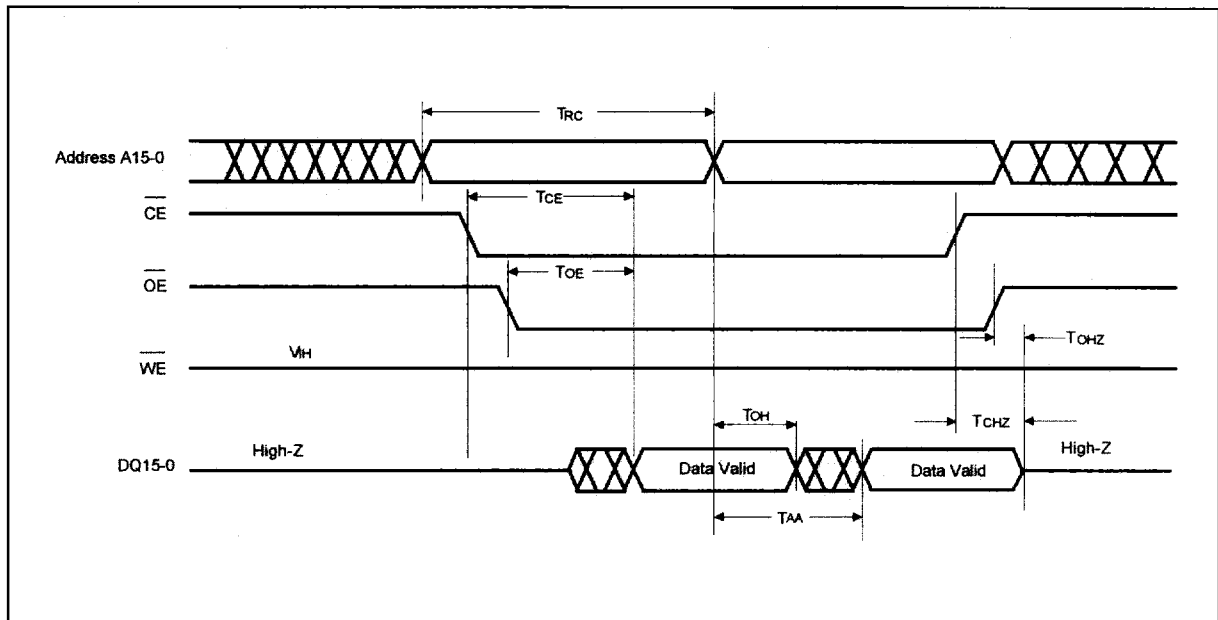 TRC
Address A15-0
TCE
CE
TOE
OE
TOHZ
VIH
WE
TOH
TCHZ
High-Z
High-Z
DQ15-0
Data Valid
Data Valid
TAA